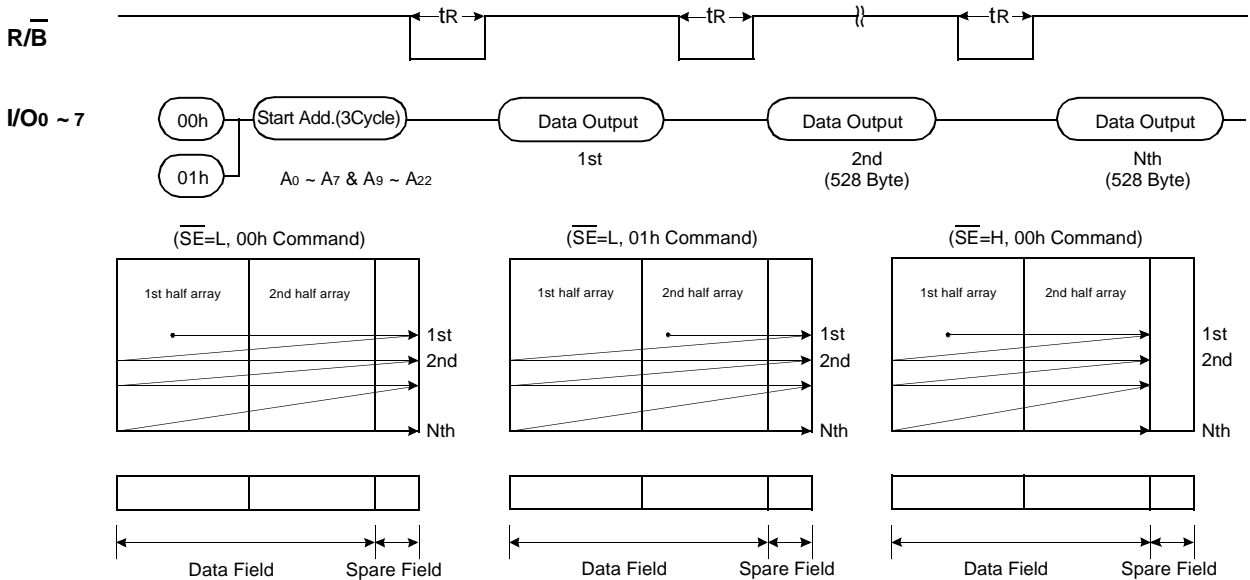 tR tR tR
R/B
I/O0 ~ 7
00h Start Add.(3Cycle) Data Output Data Output Data Output
01h
A0 ~ A7 & A9 ~ A22
1st
2nd
(528 Byte)
Nth
(528 Byte)
(SE=L, 00h Command)
1st half array 2nd half array
1st
2nd
Nth
Data Field Spare Field
(SE=L, 01h Command)
1st half array 2nd half array
1st
2nd
Nth
Data Field Spare Field
(SE=H, 00h Command)
1st half array 2nd half array
1st
2nd
Nth
Data Field Spare Field